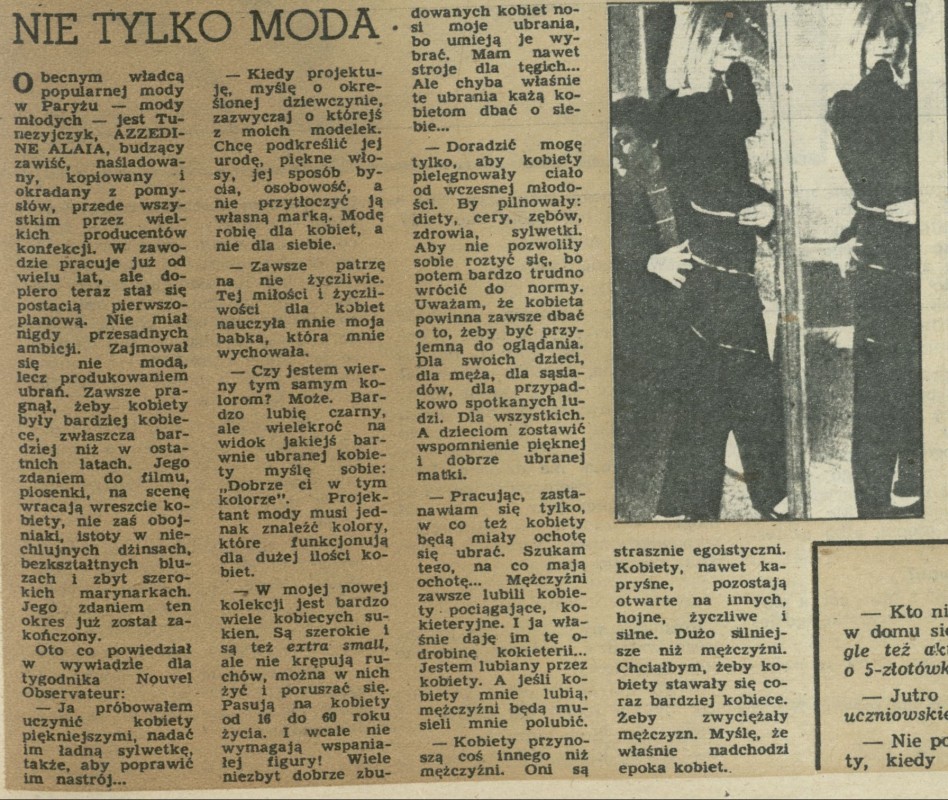 NIE TYLKO MODA •
Obecnym władcą
popularnej mody
w Paryżu — mody
młodych — jest Tu-
nezyjczyk, AZZEDI-
NE ALAIA, budzący
zawiść, naśladowa-
ny, kopiowany i
okradany z pomy-
słów, przede wszy-
stkim przez wiel-
kich producentów
konfekcji. W zawo-
dzie pracuje już od
wielu lat, ale do-
piero teraz stał się
postacią pierwszo-
planową. Nie miał
nigdy przesadnych
ambicji. Zajmował
się nie modą,
lecz produkowaniem
ubrań. Zawsze pra-
gnął, żeby kobiety
były bardziej kobie-
ce, zwłaszcza bar-
dziej niż w osta-
tnich latach. Jego
zdaniem do filmu,
piosenki, na scenę
wracają wreszcie ko-
biety, nie zaś oboj-
niaki, istoty w nie-
chlujnych dżinsach,
bezkształtnych blu-
zach i zbyt szero-
kich marynarkach.
Jego zdaniem ten
okres już został za-
kończony.
Oto co powiedział
w wywiadzie dla
tygodnika Nouvel
Observateur:
— Ja próbowałem
uczynić kobiety
piękniejszymi, nadać
im ładną sylwetkę,
także, aby poprawić
im nastrój...
— Kiedy projektu-
ję, myślę o okre-
ślonej dziewczynie,
zazwyczaj o którejś
z moich modelek.
Chcę podkreślić jej
urodę, piękne wło-
sy, jej sposób by-
cia, osobowość, a
nie przytłoczyć ją
własną marką. Modę
robię dla kobiet, a
nie dla siebie.
— Zawsze patrzę
na nie życzliwie.
Tej miłości i życzli-
wości dla kobiet
nauczyła mnie moja
babka, która mnie
wychowała.
— Czy jestem wier-
ny tym samym ko-
lorom? Może. Bar-
dzo lubię czarny,
ale wielekroć na
widok jakiejś bar-
wnie ubranej kobie-
ty myślę sobie:
„Dobrze ci w tym
kolorze". Projek-
tant mody musi jed-
nak znaleźć kolory,
które funkcjonują
dla dużej ilości ko-
biet.
— W mojej nowej
kolekcji jest bardzo
wiele kobiecych su-
kien. Są szerokie i
są też extra small,
ale nie krępują ru-
chów, można w nich
żyć i poruszać się.
Pasują na kobiety
od 16 do 60 roku
życia. I wcale nie
wymagają wspania-
łej figury! Wiele
niezbyt dobrze zbu-
dowanych kobiet no-
si moje ubrania,
bo umieją je wy-
brać. Mam nawet
stroje dla tęgich...
Ale chyba właśnie
te ubrania każą ko-
bietom dbać o sie-
bie...
— Doradzić mogę
tylko, aby kobiety
pielęgnowały ciało
od wczesnej młodo-
ści. By pilnowały:
diety, cery, zębów,
zdrowia, sylwetki.
Aby nie pozwoliły
sobie roztyć się, bo
potem bardzo trudno
wrócić do normy.
Uważam, że kobieta
powinna zawsze dbać
o to, żeby być przy-
jemną do oglądania.
Dla swoich dzieci,
dla męża, dla sąsia-
dów, dla przypad-
kowo spotkanych lu-
dzi. Dla wszystkich.
A dzieciom zostawić
wspomnienie pięknej
i dobrze ubranej
matki.
— Pracując, zasta-
nawiam się tylko,
w co też kobiety
będą miały ochotę
się ubrać. Szukam
tego, na co mają
ochotę... Mężczyźni
zawsze lubili kobie-
ty pociągające, ko-
kieteryjne. I ja wła-
śnie daję im tę o-
drobinę kokieterii...
Jestem lubiany przez
kobiety. A jeśli ko-
biety mnie lubią,
mężczyźni będą mu-
sieli mnie polubić.
— Kobiety przyno-
szą coś innego niż
mężczyźni. Oni są
strasznie egoistyczni.
Kobiety, nawet ka-
pryśne, pozostają
otwarte na innych,
hojne, życzliwe i
silne. Dużo silniej-
sze niż mężczyźni.
Chciałbym, żeby ko-
biety stawały się co-
raz bardziej kobiece.
Żeby zwyciężały
mężczyzn. Myślę, że
właśnie nadchodzi
epoka kobiet.
— Kto ni
w domu się
gle też
o 5-złotówk
— Jutro
uczniowskie
— Nie po
ty, kiedy